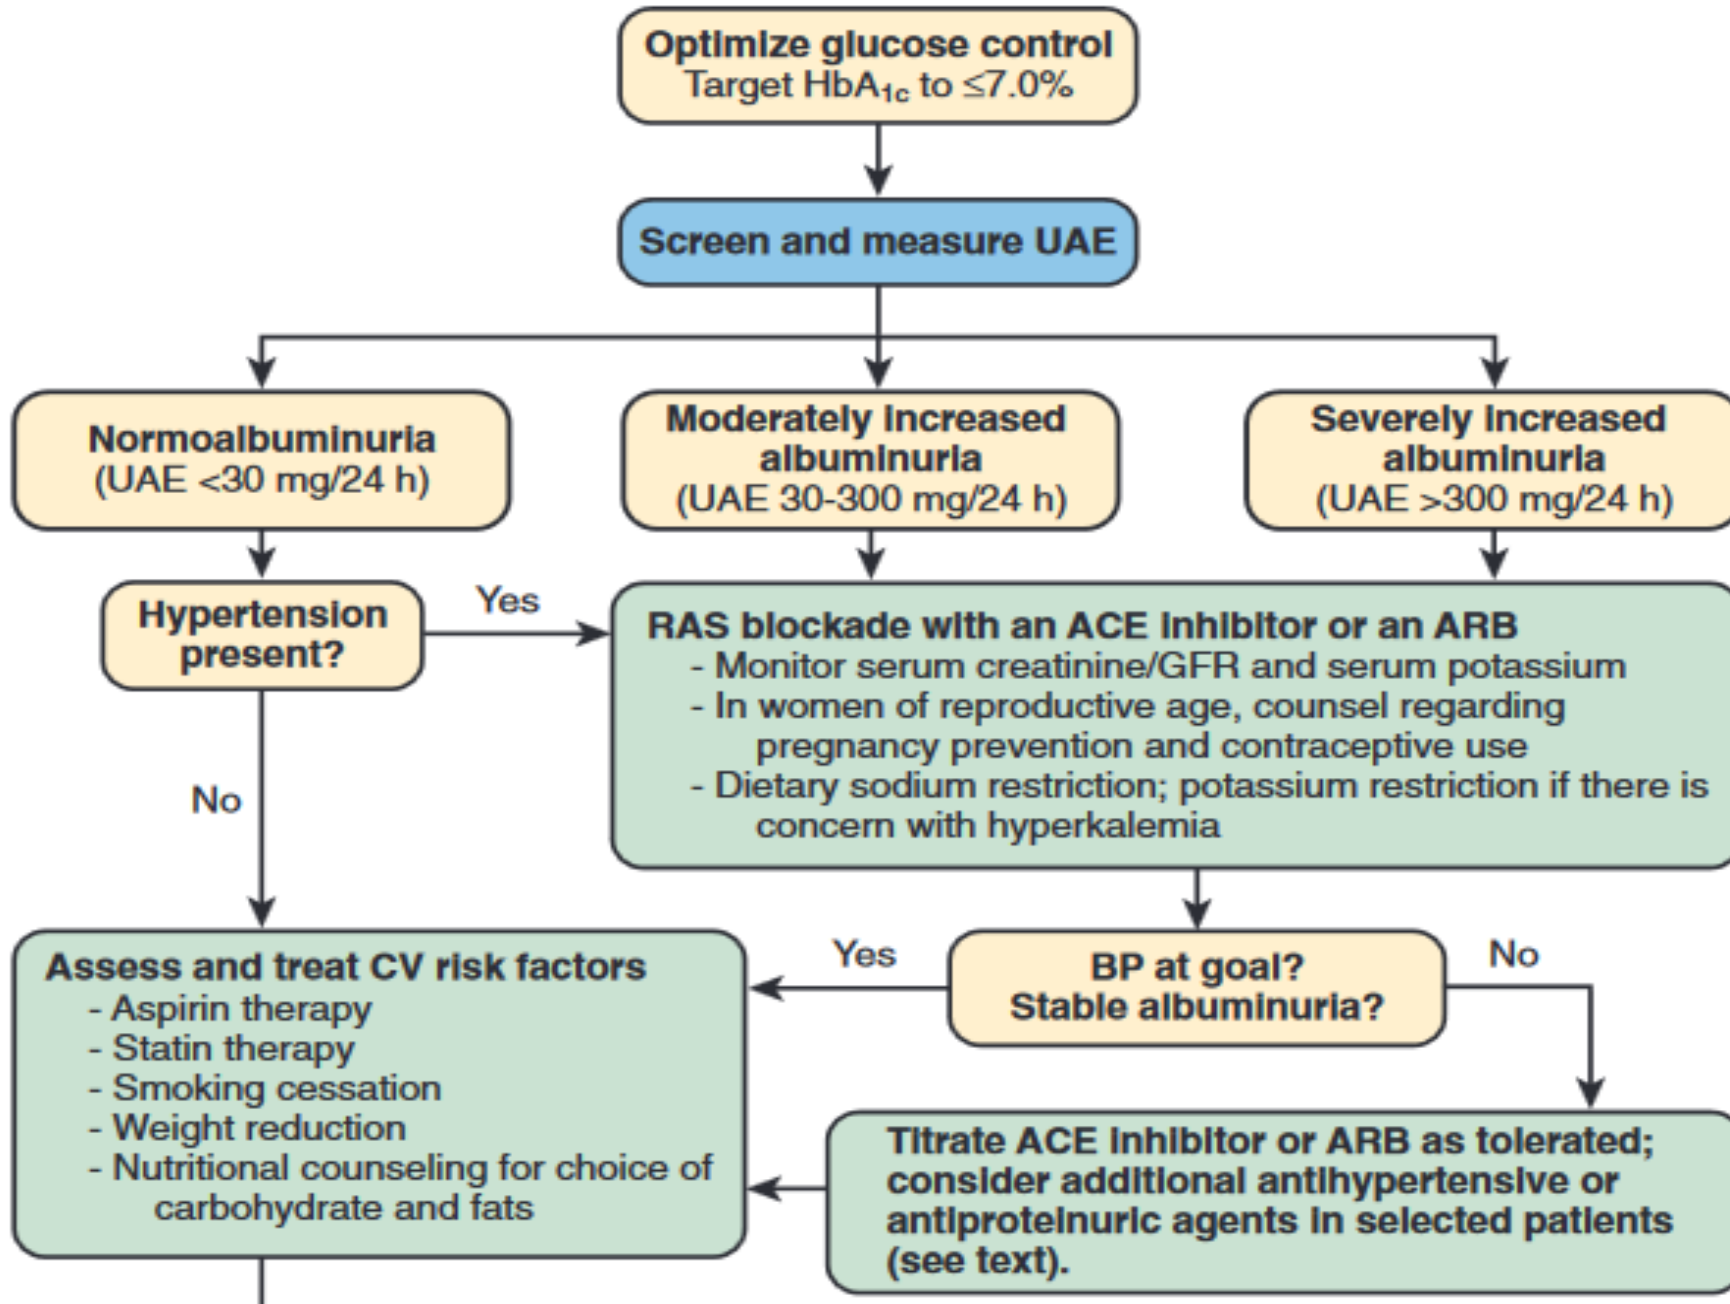 Optimize glucose control
Target HbA1c to ≤7.0%
Screen and measure UAE
Normoalbuminuria
(UAE <30 mg/24 h)
Moderately increased
albuminuria
(UAE 30-300 mg/24 h)
Severely increased
albuminuria
(UAE >300 mg/24 h)
Hypertension
present?
Yes
No
RAS blockade with an ACE inhibitor or an ARB
- Monitor serum creatinine/GFR and serum potassium
- In women of reproductive age, counsel regarding
pregnancy prevention and contraceptive use
- Dietary sodium restriction; potassium restriction if there is
concern with hyperkalemia
BP at goal?
Stable albuminuria?
Yes
No
Assess and treat CV risk factors
- Aspirin therapy
- Statin therapy
- Smoking cessation
- Weight reduction
- Nutritional counseling for choice of
carbohydrate and fats
Titrate ACE inhibitor or ARB as tolerated;
consider additional antihypertensive or
antiproteinuric agents in selected patients
(see text).